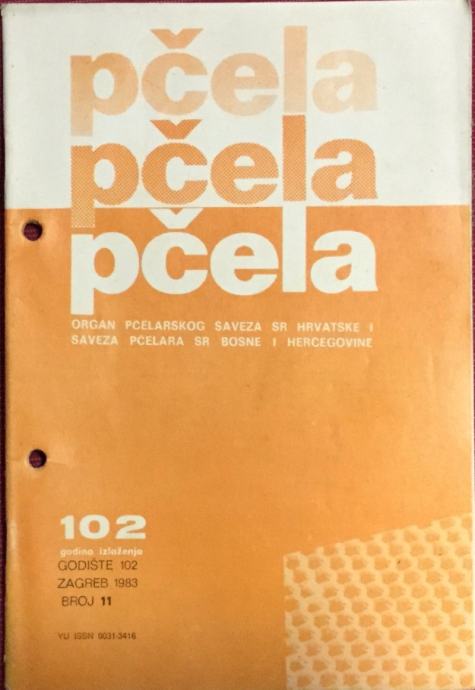 pčela
pčela
pčela
ORGAN PČELARSKOG SAVEZA SR HRVATSKE I
SAVEZA PČELARA SR BOSNE I HERCEGOVINE
102
godina izlaženja
GODIŠTE 102
ZAGREB 1983
BROJ 11
YU ISSN 0031-3416